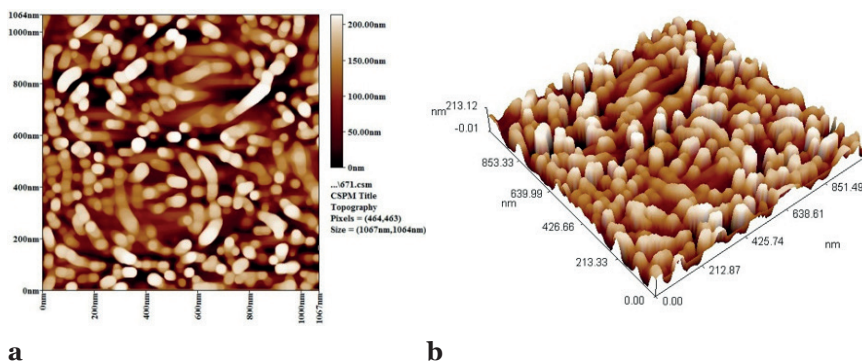 1064nm
1000nm
800nm
600nm
400nm
200nm
0nm
0nm
200nm
400nm
600nm
800nm
1000nm
1067nm
200.00nm
150.00nm
100.00nm
50.00nm
0nm
...\671.csm
CSPM Title
Topography
Pixels = (464,463)
Size = (1067nm,1064nm)
a
nm
213.12
-0.01
853.33
639.99
nm
426.66
213.33
0.00
0.00
212.87
425.74
nm
638.61
851.49
b